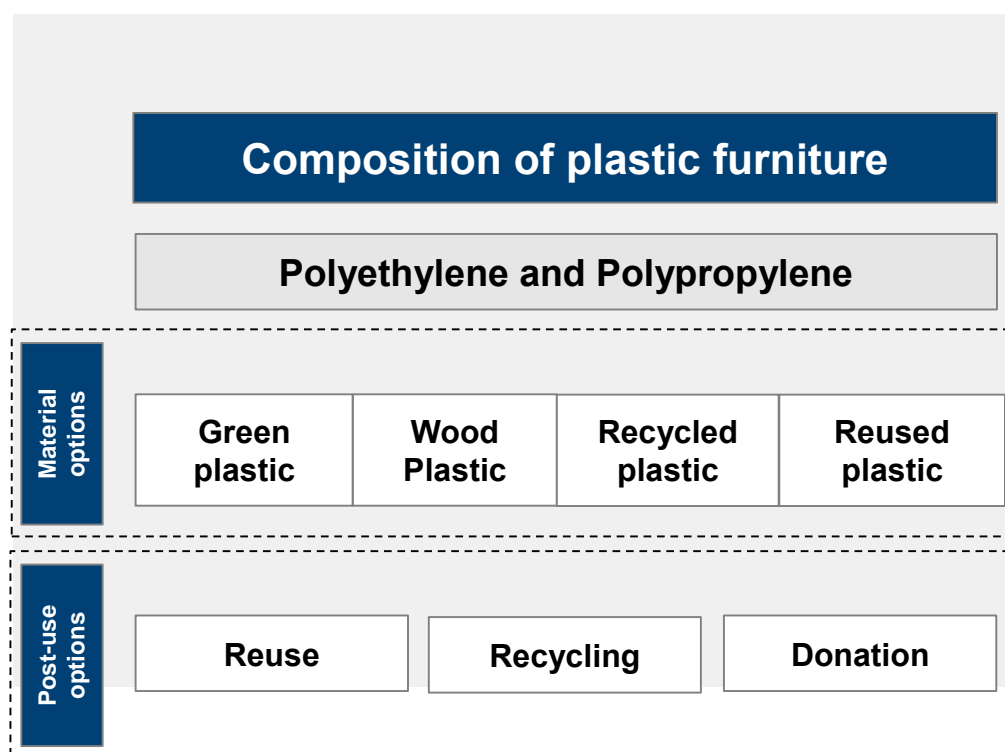 Composition of plastic furniture
Polyethylene and Polypropylene
Material
options
Green
plastic
Wood
Plastic
Recycled
plastic
Reused
plastic
Post-use
options
Reuse
Recycling
Donation